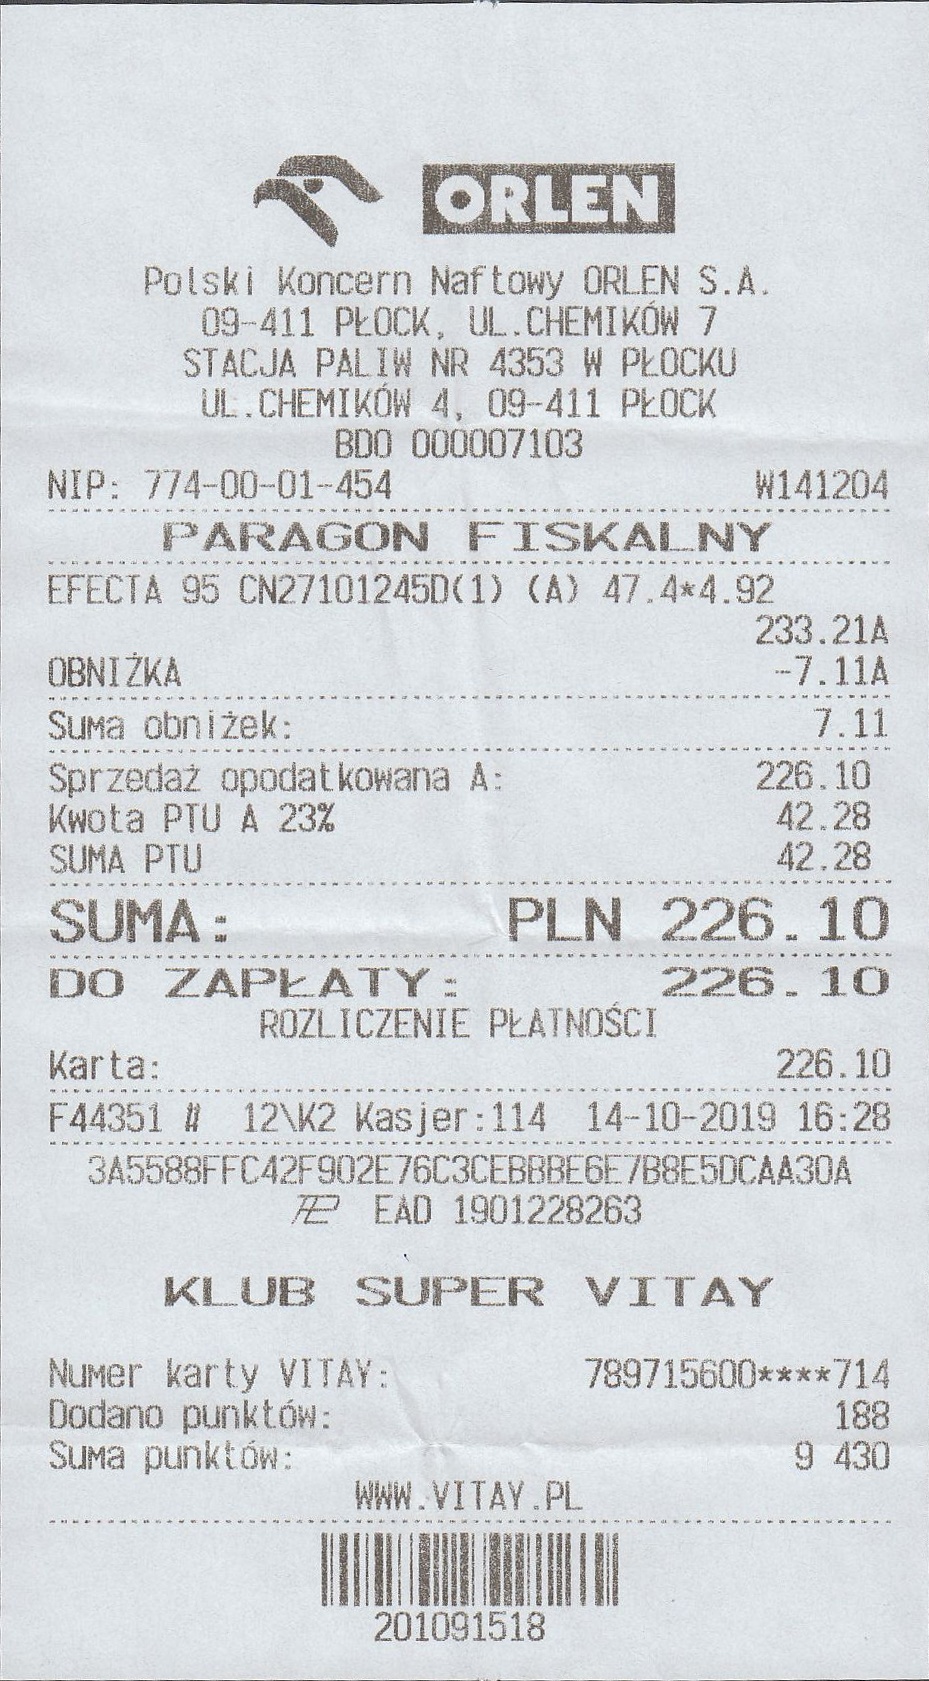 ORLEN
Polski Koncern Naftowy ORLEN S.A.
09-411 PŁOCK, UL.CHEMIKÓW 7
STACJA PALIW NR 4353 W PŁOCKU
UL.CHEMIKÓW 4, 09-411 PŁOCK
BDO 000007103
NIP: 774-00-01-454 W141204
PARAGON FISKALNY
EFECTA 95 CN27101245D(1) (A) 47.4*4.92
233.21A
OBNIŻKA -7.11A
Suma obniżek: 7.11
Sprzedaż opodatkowana A: 226.10
Kwota PTU A 23% 42.28
SUMA PTU 42.28
SUMA: PLN 226.10
DO ZAPŁATY: 226.10
ROZLICZENIE PŁATNOŚCI
Karta: 226.10
F44351 # 12\K2 Kasjer:114 14-10-2019 16:28
3A5588FFC42F902E76C3CEBBBE6E7B8E5DCAA30A
EAD 1901228263
KLUB SUPER VITAY
Numer karty VITAY: 789715600****714
Dodano punktów: 188
Suma punktów: 9 430
WWW.VITAY.PL
201091518